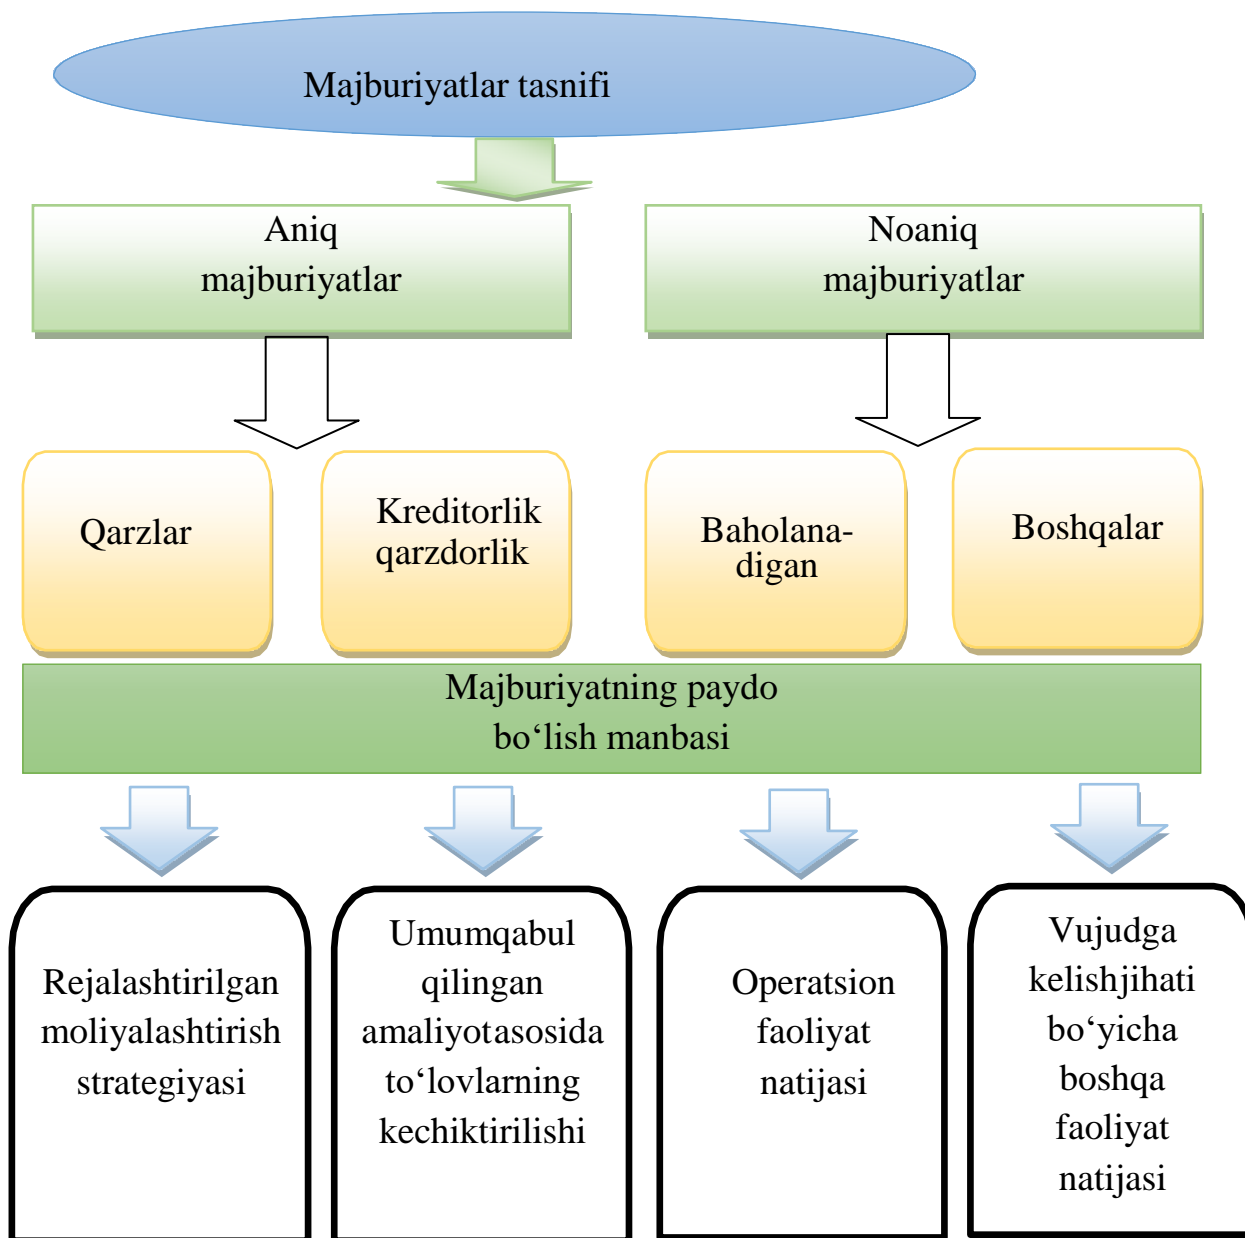 Majburiyatlar tasnifi
Aniq
majburiyatlar
Noaniq
majburiyatlar
Qarzlar
Kreditorlik
qarzdorlik
Baholana-
digan
Boshqalar
Majburiyatning paydo
bo‘lish manbasi
Rejalashtirilgan
moliyalashtirish
strategiyasi
Umumqabul
qilingan
amaliyotasosida
to‘lovlarning
kechiktirilishi
Operatsion
faoliyat
natijasi
Vujudga
kelishjihati
bo‘yicha
boshqa
faoliyat
natijasi